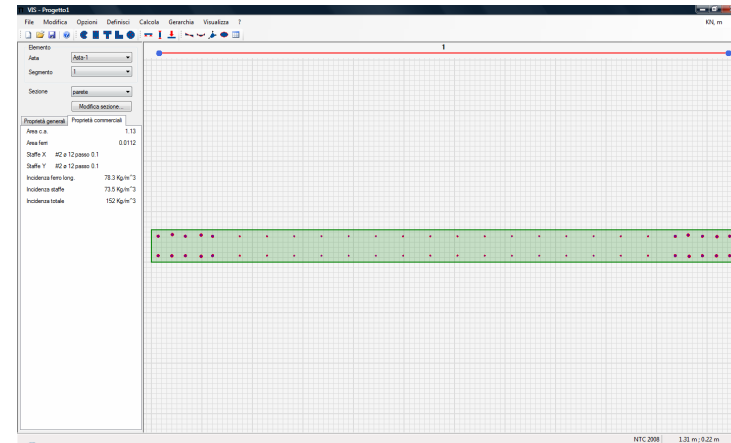 VIS - Progetto1
File Modifica Opzioni Definisci Calcola Gerarchia Visualizza ? KN, m
Elemento
Asta Asta-1
Segmento 1
Sezione parete
Modifica sezione...
Proprietà generali Proprietà commerciali
Area c.a. 1.13
Area ferri 0.0112
Staffe X #2 ø 12 passo 0.1
Staffe Y #2 ø 12 passo 0.1
Incidenza ferro long. 78.3 Kg/m^3
Incidenza staffe 73.5 Kg/m^3
Incidenza totale 152 Kg/m^3
1
NTC 2008 1.31 m ; 0.22 m